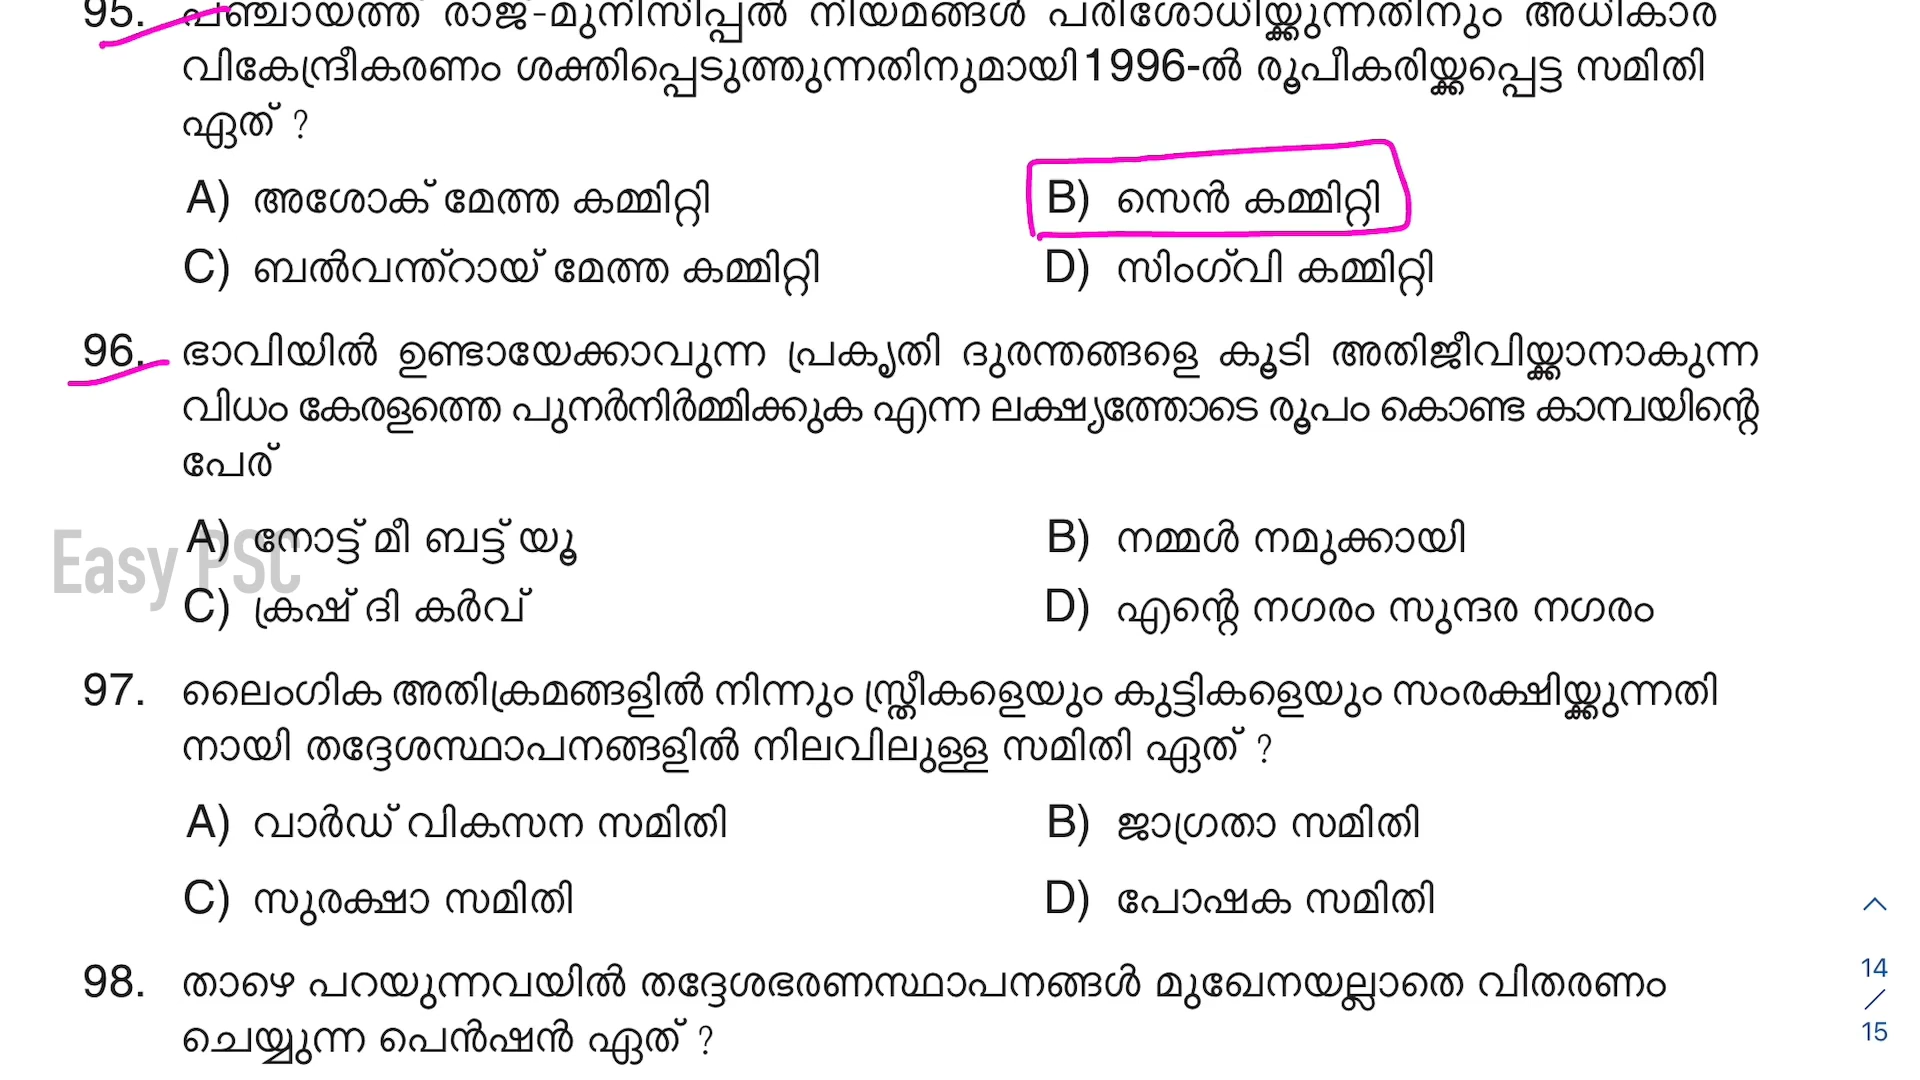 95. പഞ്ചായത്ത് രാജ്-മുനിസിപ്പൽ നിയമങ്ങൾ പരിശോധിയ്ക്കുന്നതിനും അധികാര
വികേന്ദ്രീകരണം ശക്തിപ്പെടുത്തുന്നതിനുമായി 1996-ൽ രൂപീകരിയ്ക്കപ്പെട്ട സമിതി
ഏത് ?
A) അശോക് മേത്ത കമ്മിറ്റി B) സെൻ കമ്മിറ്റി
C) ബൽവന്ത്റായ് മേത്ത കമ്മിറ്റി D) സിംഗ്‌വി കമ്മിറ്റി
96. ഭാവിയിൽ ഉണ്ടായേക്കാവുന്ന പ്രകൃതി ദുരന്തങ്ങളെ കൂടി അതിജീവിയ്ക്കാനാകുന്ന
വിധം കേരളത്തെ പുനർനിർമ്മിക്കുക എന്ന ലക്ഷ്യത്തോടെ രൂപം കൊണ്ട കാമ്പയിന്റെ
പേര്
A) നോട്ട് മീ ബട്ട് യൂ B) നമ്മൾ നമുക്കായി
Easy PSC
C) ക്രഷ് ദി കർവ് D) എന്റെ നഗരം സുന്ദര നഗരം
97. ലൈംഗിക അതിക്രമങ്ങളിൽ നിന്നും സ്ത്രീകളെയും കുട്ടികളെയും സംരക്ഷിയ്ക്കുന്നതി
നായി തദ്ദേശസ്ഥാപനങ്ങളിൽ നിലവിലുള്ള സമിതി ഏത് ?
A) വാർഡ് വികസന സമിതി B) ജാഗ്രതാ സമിതി
C) സുരക്ഷാ സമിതി D) പോഷക സമിതി
98. താഴെ പറയുന്നവയിൽ തദ്ദേശഭരണസ്ഥാപനങ്ങൾ മുഖേനയല്ലാതെ വിതരണം
ചെയ്യുന്ന പെൻഷൻ ഏത് ?
14
/
15